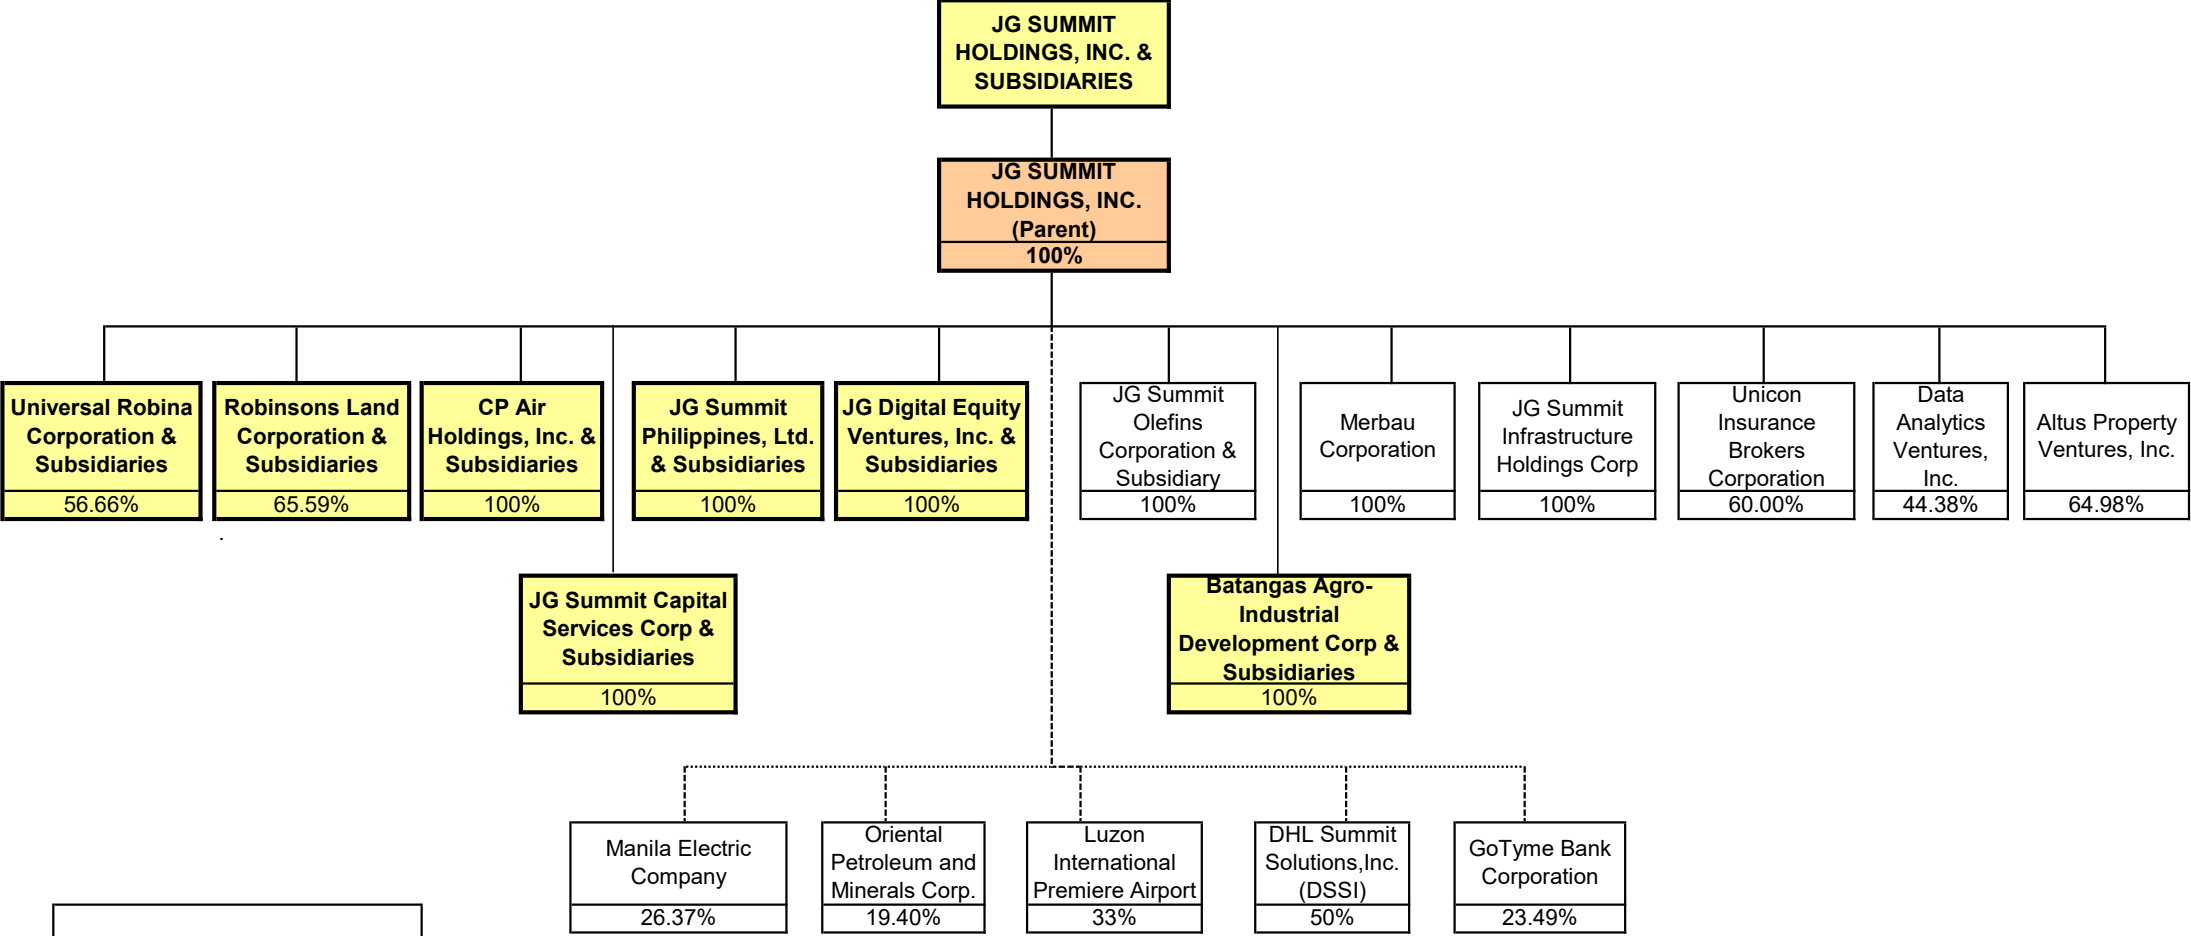 JG SUMMIT
HOLDINGS, INC. &
SUBSIDIARIES
JG SUMMIT
HOLDINGS, INC.
(Parent)
100%
Universal Robina
Corporation &
Subsidiaries
56.66%
Robinsons Land
Corporation &
Subsidiaries
65.59%
CP Air
Holdings, Inc. &
Subsidiaries
100%
JG Summit
Philippines, Ltd.
& Subsidiaries
100%
JG Digital Equity
Ventures, Inc. &
Subsidiaries
100%
JG Summit
Olefins
Corporation &
Subsidiary
100%
Merbau
Corporation
100%
JG Summit
Infrastructure
Holdings Corp
100%
Unicon
Insurance
Brokers
Corporation
60.00%
Data
Analytics
Ventures,
Inc.
44.38%
Altus Property
Ventures, Inc.
64.98%
.
JG Summit Capital
Services Corp &
Subsidiaries
100%
Batangas Agro-
Industrial
Development Corp &
Subsidiaries
100%
Manila Electric
Company
26.37%
Oriental
Petroleum and
Minerals Corp.
19.40%
Luzon
International
Premiere Airport
33%
DHL Summit
Solutions,Inc.
(DSSI)
50%
GoTyme Bank
Corporation
23.49%